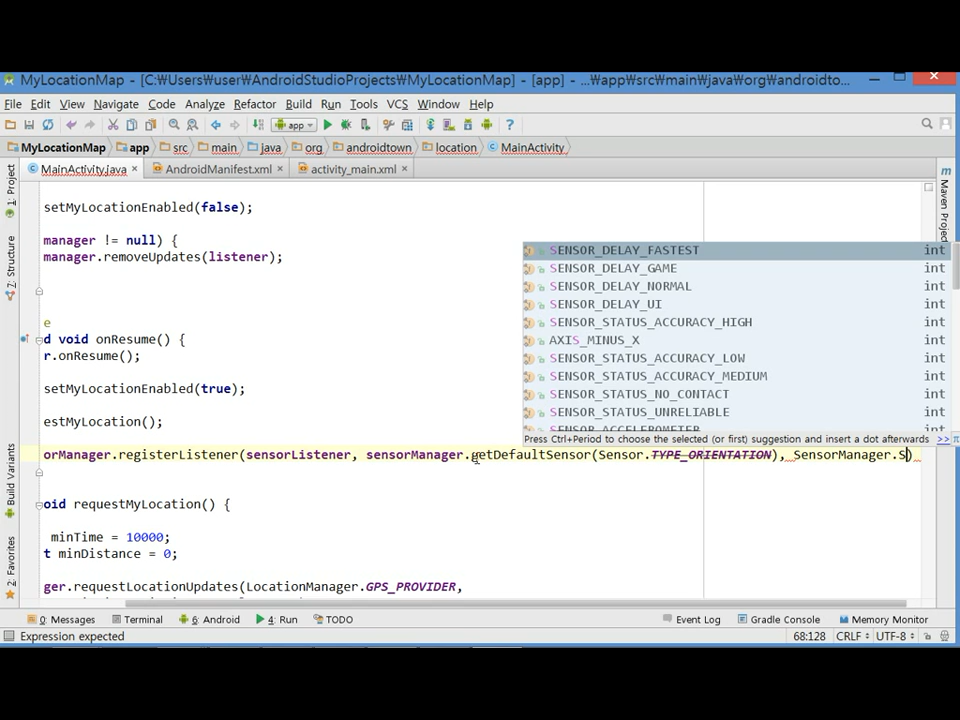 MyLocationMap - [C:₩Users₩user₩AndroidStudioProjects₩MyLocationMap] - [app] - ...₩app₩src₩main₩java₩org₩androidto...
File Edit View Navigate Code Analyze Refactor Build Run Tools VCS Window Help
app
MyLocationMap app src main java org androidtown location MainActivity
MainActivity.java × AndroidManifest.xml × activity_main.xml ×
1: Project
7: Structure
Build Variants
2: Favorites
Maven Proje
setMyLocationEnabled(false);
manager != null) {
manager.removeUpdates(listener);
e
d void onResume() {
r.onResume();
setMyLocationEnabled(true);
estMyLocation();
orManager.registerListener(sensorListener, sensorManager.getDefaultSensor(Sensor.TYPE_ORIENTATION), SensorManager.S)
oid requestMyLocation() {
minTime = 10000;
t minDistance = 0;
ger.requestLocationUpdates(LocationManager.GPS_PROVIDER,
SENSOR_DELAY_FASTEST int
SENSOR_DELAY_GAME int
SENSOR_DELAY_NORMAL int
SENSOR_DELAY_UI int
SENSOR_STATUS_ACCURACY_HIGH int
AXIS_MINUS_X int
SENSOR_STATUS_ACCURACY_LOW int
SENSOR_STATUS_ACCURACY_MEDIUM int
SENSOR_STATUS_NO_CONTACT int
SENSOR_STATUS_UNRELIABLE int
SENSOR_ACCELEROMETER int
Press Ctrl+Period to choose the selected (or first) suggestion and insert a dot afterwards >> π
0: Messages Terminal 6: Android 4: Run TODO Event Log Gradle Console Memory Monitor
Expression expected 68:128 CRLF UTF-8